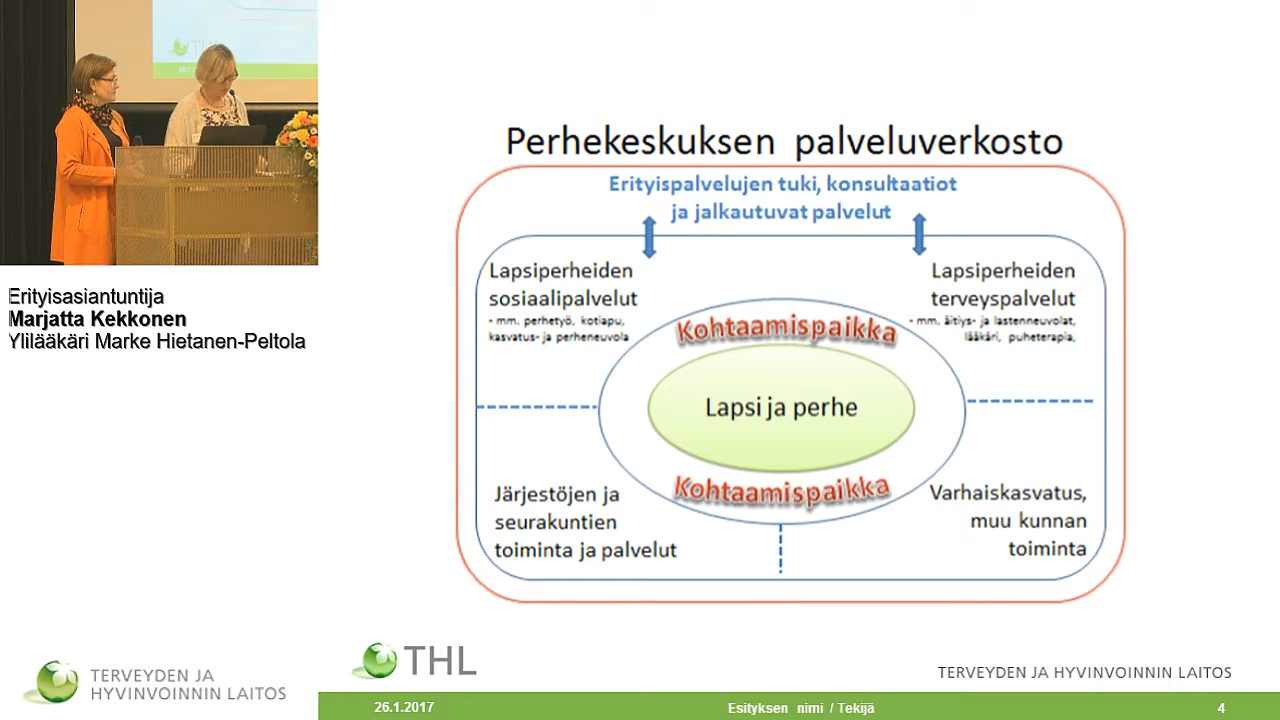 THL
Erityisasiantuntija
Marjatta Kekkonen
Ylilääkäri Marke Hietanen-Peltola
TERVEYDEN JA
HYVINVOINNIN LAITOS
Perhekeskuksen palveluverkosto
Erityispalvelujen tuki, konsultaatiot
ja jalkautuvat palvelut
Lapsiperheiden
sosiaalipalvelut
- mm. perhetyö, kotiapu,
kasvatus- ja perheneuvola
Lapsiperheiden
terveyspalvelut
- mm. äitiys- ja lastenneuvolat,
lääkäri, puheterapia,
Kohtaamispaikka
Lapsi ja perhe
Kohtaamispaikka
Järjestöjen ja
seurakuntien
toiminta ja palvelut
Varhaiskasvatus,
muu kunnan
toiminta
THL
TERVEYDEN JA HYVINVOINNIN LAITOS
26.1.2017
Esityksen nimi / Tekijä
4